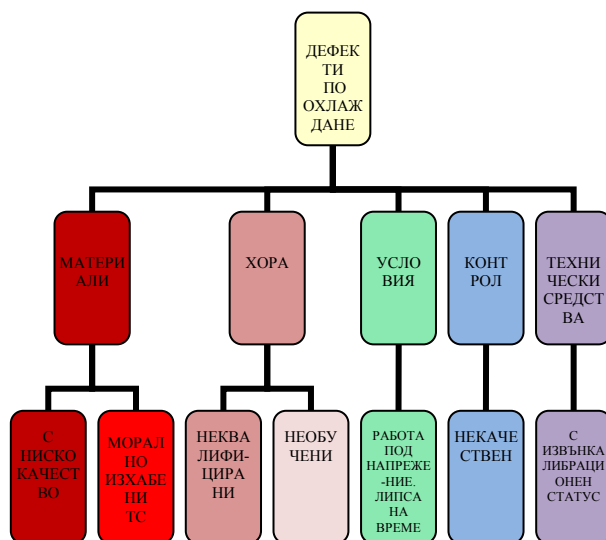 ДЕФЕК
ТИ
ПО
ОХЛАЖ
ДАНЕ
МАТЕРИ
АЛИ
ХОРА
УСЛО
ВИЯ
КОНТ
РОЛ
ТЕХНИ
ЧЕСКИ
СРЕДСТ
ВА
С
НИСКО
КАЧЕСТ
ВО
МОРАЛ
НО
ИЗХАБЕ
НИ
ТС
НЕКВА
ЛИФИ-
ЦИРА
НИ
НЕОБУ
ЧЕНИ
РАБОТА
ПОД
НАПРЕЖЕ
-НИЕ.
ЛИПСА
НА
ВРЕМЕ
НЕКАЧЕ
СТВЕН
С
ИЗВЪНКА
ЛИБРАЦИ
ОНЕН
СТАТУС